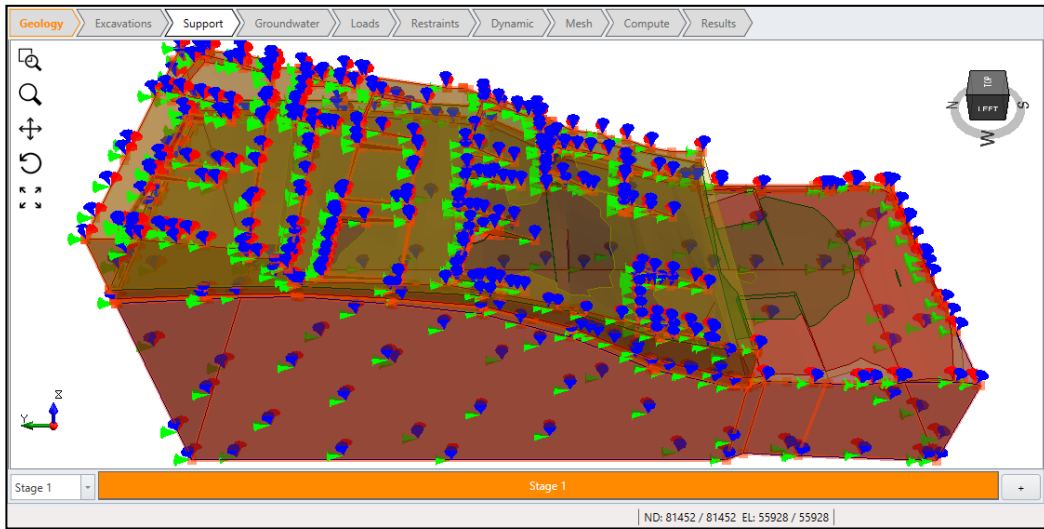 Geology Excavations Support Groundwater Loads Restraints Dynamic Mesh Compute Results
TOP
N LEFT S
W
Z
Y
Stage 1 Stage 1 +
ND: 81452 / 81452 EL: 55928 / 55928